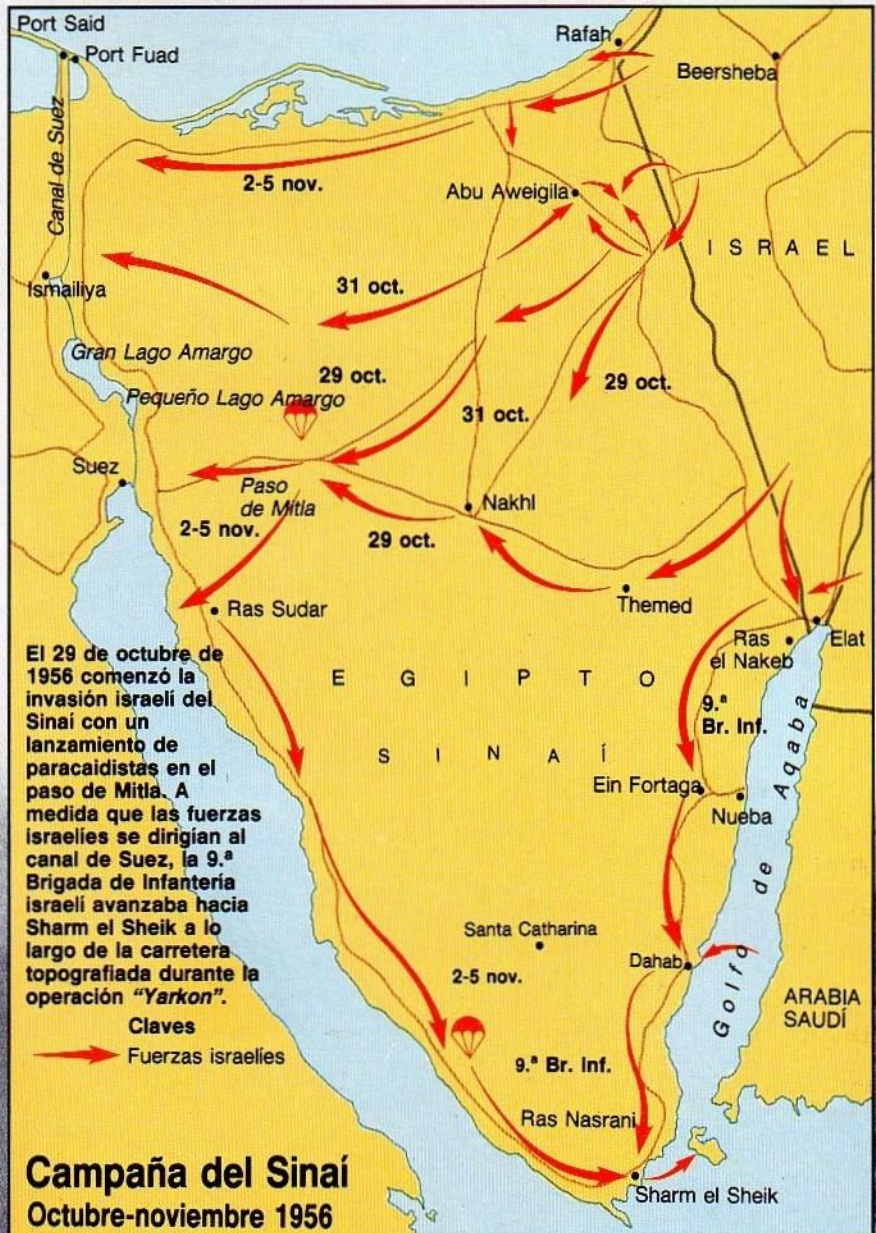 Port Said
Port Fuad
Canal de Suez
Rafah
Beersheba
2-5 nov.
Abu Aweigila
ISRAEL
Ismailiya
31 oct.
Gran Lago Amargo
29 oct.
29 oct.
Pequeño Lago Amargo
31 oct.
Suez
Paso
de Mitla
Nakhl
2-5 nov.
29 oct.
Themed
Ras Sudar
Ras
el Nakeb
Elat
El 29 de octubre de
1956 comenzó la
invasión israelí del
Sinaí con un
lanzamiento de
paracaidistas en el
paso de Mitla. A
medida que las fuerzas
israelíes se dirigían al
canal de Suez, la 9.ª
Brigada de Infantería
israelí avanzaba hacia
Sharm el Sheik a lo
largo de la carretera
topografiada durante la
operación "Yarkon".
EGIPTO
SINAÍ
9.ª
Br. Inf.
Ein Fortaga
Nueba
Golfo de Aqaba
Santa Catharina
2-5 nov.
Dahab
ARABIA
SAUDÍ
Claves
Fuerzas israelíes
9.ª Br. Inf.
Ras Nasrani
Sharm el Sheik
Campaña del Sinaí
Octubre-noviembre 1956